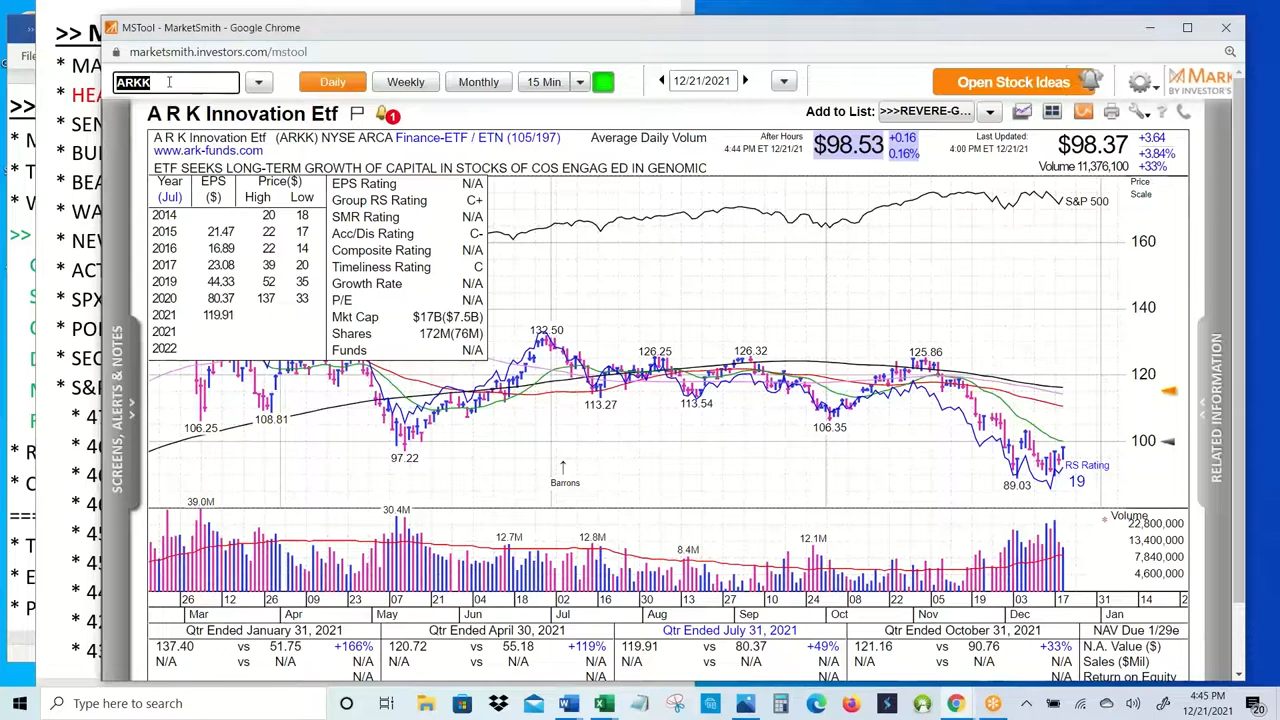 MSTool - MarketSmith - Google Chrome
>> M
File
marketsmith.investors.com/mstool
* MA
ARKK
Daily
Weekly
Monthly
15 Min
12/21/2021
Open Stock Ideas
MARK
BY INVESTOR'S
* HEA
>>
A R K Innovation Etf
1
Add to List:
>>>REVERE-G...
* SEN
A R K Innovation Etf (ARKK) NYSE ARCA Finance-ETF / ETN (105/197) Average Daily Volum
After Hours
4:44 PM ET 12/21/21
$98.53
+0.16
0.16%
Last Updated:
4:00 PM ET 12/21/21
$98.37
+3.64
+3.84%
Volume 11,376,100
+33%
www.ark-funds.com
* BUI
ETF SEEKS LONG-TERM GROWTH OF CAPITAL IN STOCKS OF COS ENGAG ED IN GENOMIC
* BEA
Year
(Jul)
EPS
($)
Price($)
High Low
2014 20 18
2015 21.47 22 17
2016 16.89 22 14
2017 23.08 39 20
2019 44.33 52 35
2020 80.37 137 33
2021 119.91
2021
2022
EPS Rating N/A
Group RS Rating C+
SMR Rating N/A
Acc/Dis Rating C-
Composite Rating N/A
Timeliness Rating C
Growth Rate N/A
P/E N/A
Mkt Cap $17B($7.5B)
Shares 172M(76M)
Funds N/A
Price
Scale
S&P 500
160
140
120
100
* WA
* NEV
* ACT
* SPX
* POI
* SEC
* S&P
SCREENS, ALERTS & NOTES
RELATED INFORMATION
132.50
126.25
126.32
125.86
113.27
113.54
106.25
108.81
106.35
97.22
89.03
Barrons
RS Rating
19
39.0M
30.4M
12.7M
12.8M
8.4M
12.1M
Volume
22,800,000
13,400,000
7,840,000
4,600,000
26 12 26 09 23 07 21 04 18 02 16 30 13 27 10 24 08 22 05 19 03 17 31 14 2
Mar Apr May Jun Jul Aug Sep Oct Nov Dec Jan
Qtr Ended January 31, 2021 Qtr Ended April 30, 2021 Qtr Ended July 31, 2021 Qtr Ended October 31, 2021 NAV Due 1/29e
137.40 vs 51.75 +166% 120.72 vs 55.18 +119% 119.91 vs 80.37 +49% 121.16 vs 90.76 +33% N.A. Value ($)
N/A vs N/A N/A N/A vs N/A N/A N/A vs N/A N/A N/A vs N/A N/A Sales ($Mil)
N/A N/A N/A N/A Return on Equity
Type here to search
4:45 PM
12/21/2021
20